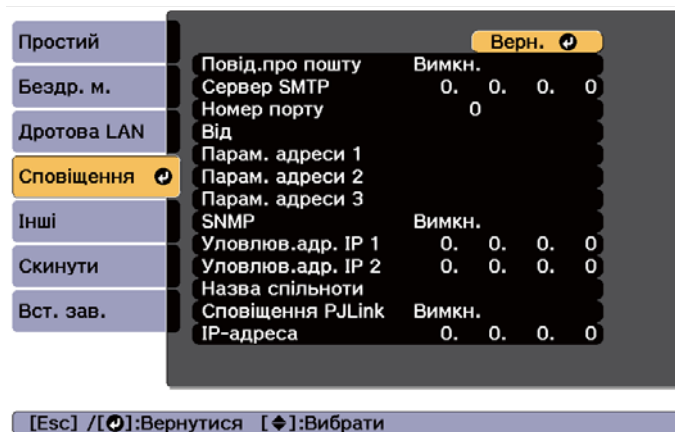 Простий
Бездр. м.
Дротова LAN
Сповіщення
Інші
Скинути
Вст. зав.
Верн.
Повід.про пошту Вимкн.
Сервер SMTP 0. 0. 0. 0
Номер порту 0
Від
Парам. адреси 1
Парам. адреси 2
Парам. адреси 3
SNMP Вимкн.
Уловлюв.адр. IP 1 0. 0. 0. 0
Уловлюв.адр. IP 2 0. 0. 0. 0
Назва спільноти
Сповіщення PJLink Вимкн.
IP-адреса 0. 0. 0. 0
[Esc] /[⏎]:Вернутися [◆]:Вибрати